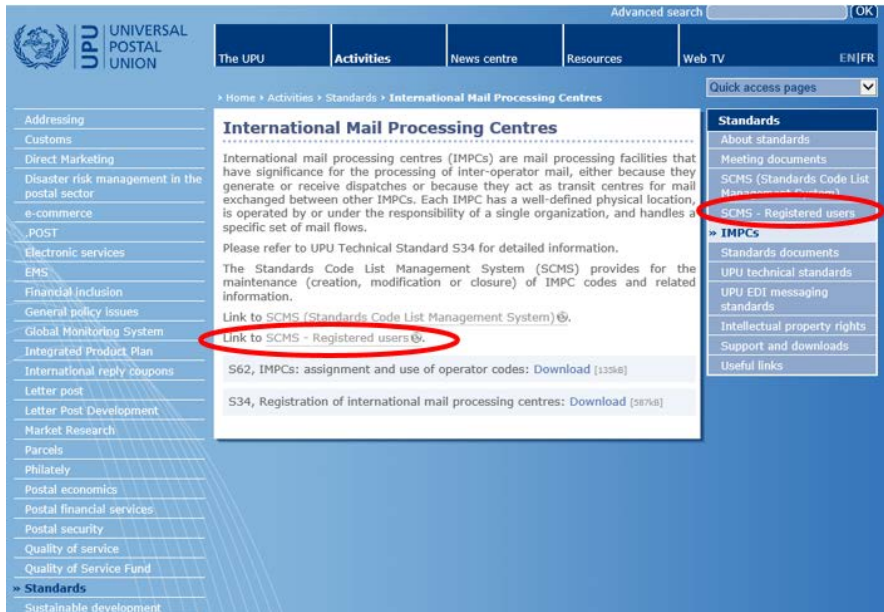 Advanced search
OK
UPU
UNIVERSAL
POSTAL
UNION
The UPU
Activities
News centre
Resources
Web TV
EN|FR
Quick access pages
› Home › Activities › Standards › International Mail Processing Centres
Addressing
Customs
Direct Marketing
Disaster risk management in the
postal sector
e-commerce
.POST
Electronic services
EMS
Financial inclusion
General policy issues
Global Monitoring System
Integrated Product Plan
International reply coupons
Letter post
Letter Post Development
Market Research
Parcels
Philately
Postal economics
Postal financial services
Postal security
Quality of service
Quality of Service Fund
» Standards
Sustainable development
International Mail Processing Centres
International mail processing centres (IMPCs) are mail processing facilities that
have significance for the processing of inter-operator mail, either because they
generate or receive dispatches or because they act as transit centres for mail
exchanged between other IMPCs. Each IMPC has a well-defined physical location,
is operated by or under the responsibility of a single organization, and handles a
specific set of mail flows.
Please refer to UPU Technical Standard S34 for detailed information.
The Standards Code List Management System (SCMS) provides for the
maintenance (creation, modification or closure) of IMPC codes and related
information.
Link to SCMS (Standards Code List Management System).
Link to SCMS - Registered users.
S62, IMPCs: assignment and use of operator codes: Download [135kB]
S34, Registration of international mail processing centres: Download [587kB]
Standards
About standards
Meeting documents
SCMS (Standards Code List
Management System)
SCMS - Registered users
» IMPCs
Standards documents
UPU technical standards
UPU EDI messaging
standards
Intellectual property rights
Support and downloads
Useful links